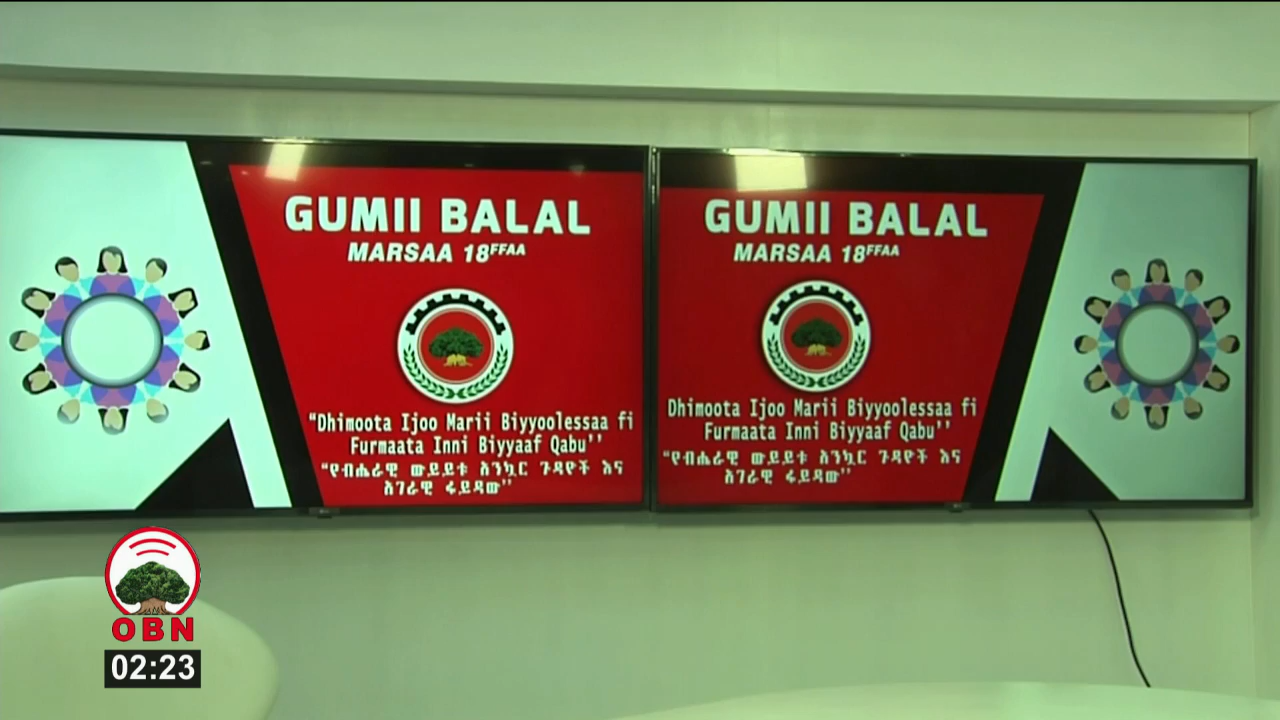 GUMII BALAL
MARSAA 18FFAA
“Dhimoota Ijoo Marii Biyyoolessaa fi
Furmaata Inni Biyyaaf Qabu’’
“የብሔራዊ ውይይቱ አንኳር ጉዳዮች እና
አገራዊ ፋይዳው’’
GUMII BALAL
MARSAA 18FFAA
Dhimoota Ijoo Marii Biyyoolessaa fi
Furmaata Inni Biyyaaf Qabu’’
“የብሔራዊ ውይይቱ አንኳር ጉዳዮች እና
አገራዊ ፋይዳው’’
OBN
02:23